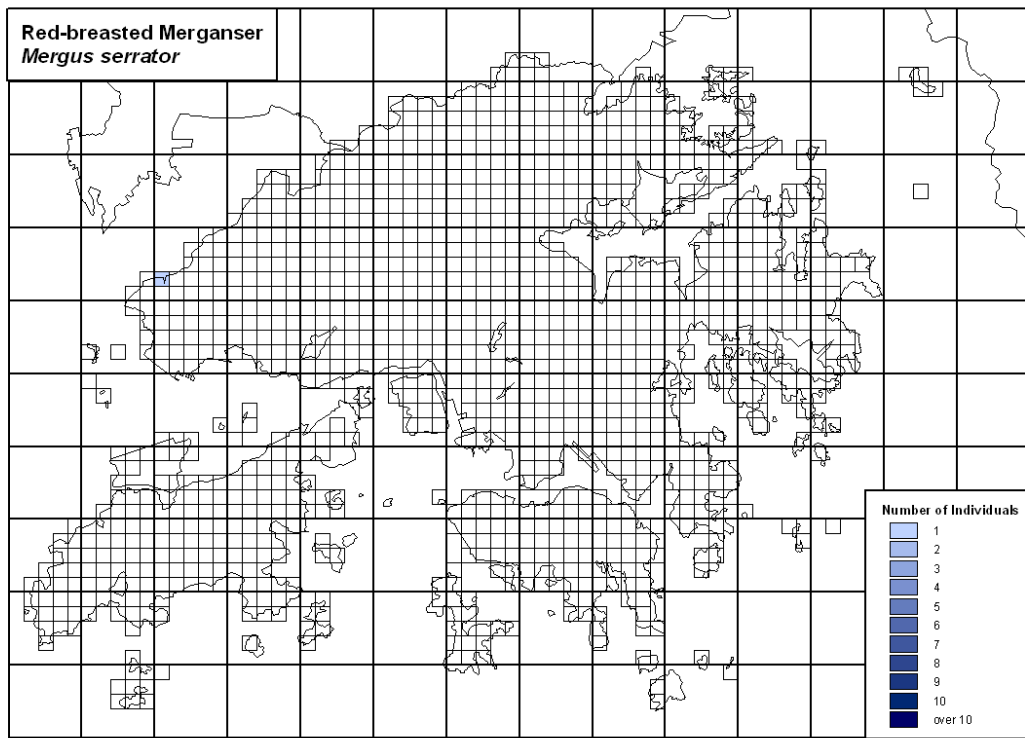 Red-breasted Merganser
Mergus serrator
Number of Individuals
1
2
3
4
5
6
7
8
9
10
over 10